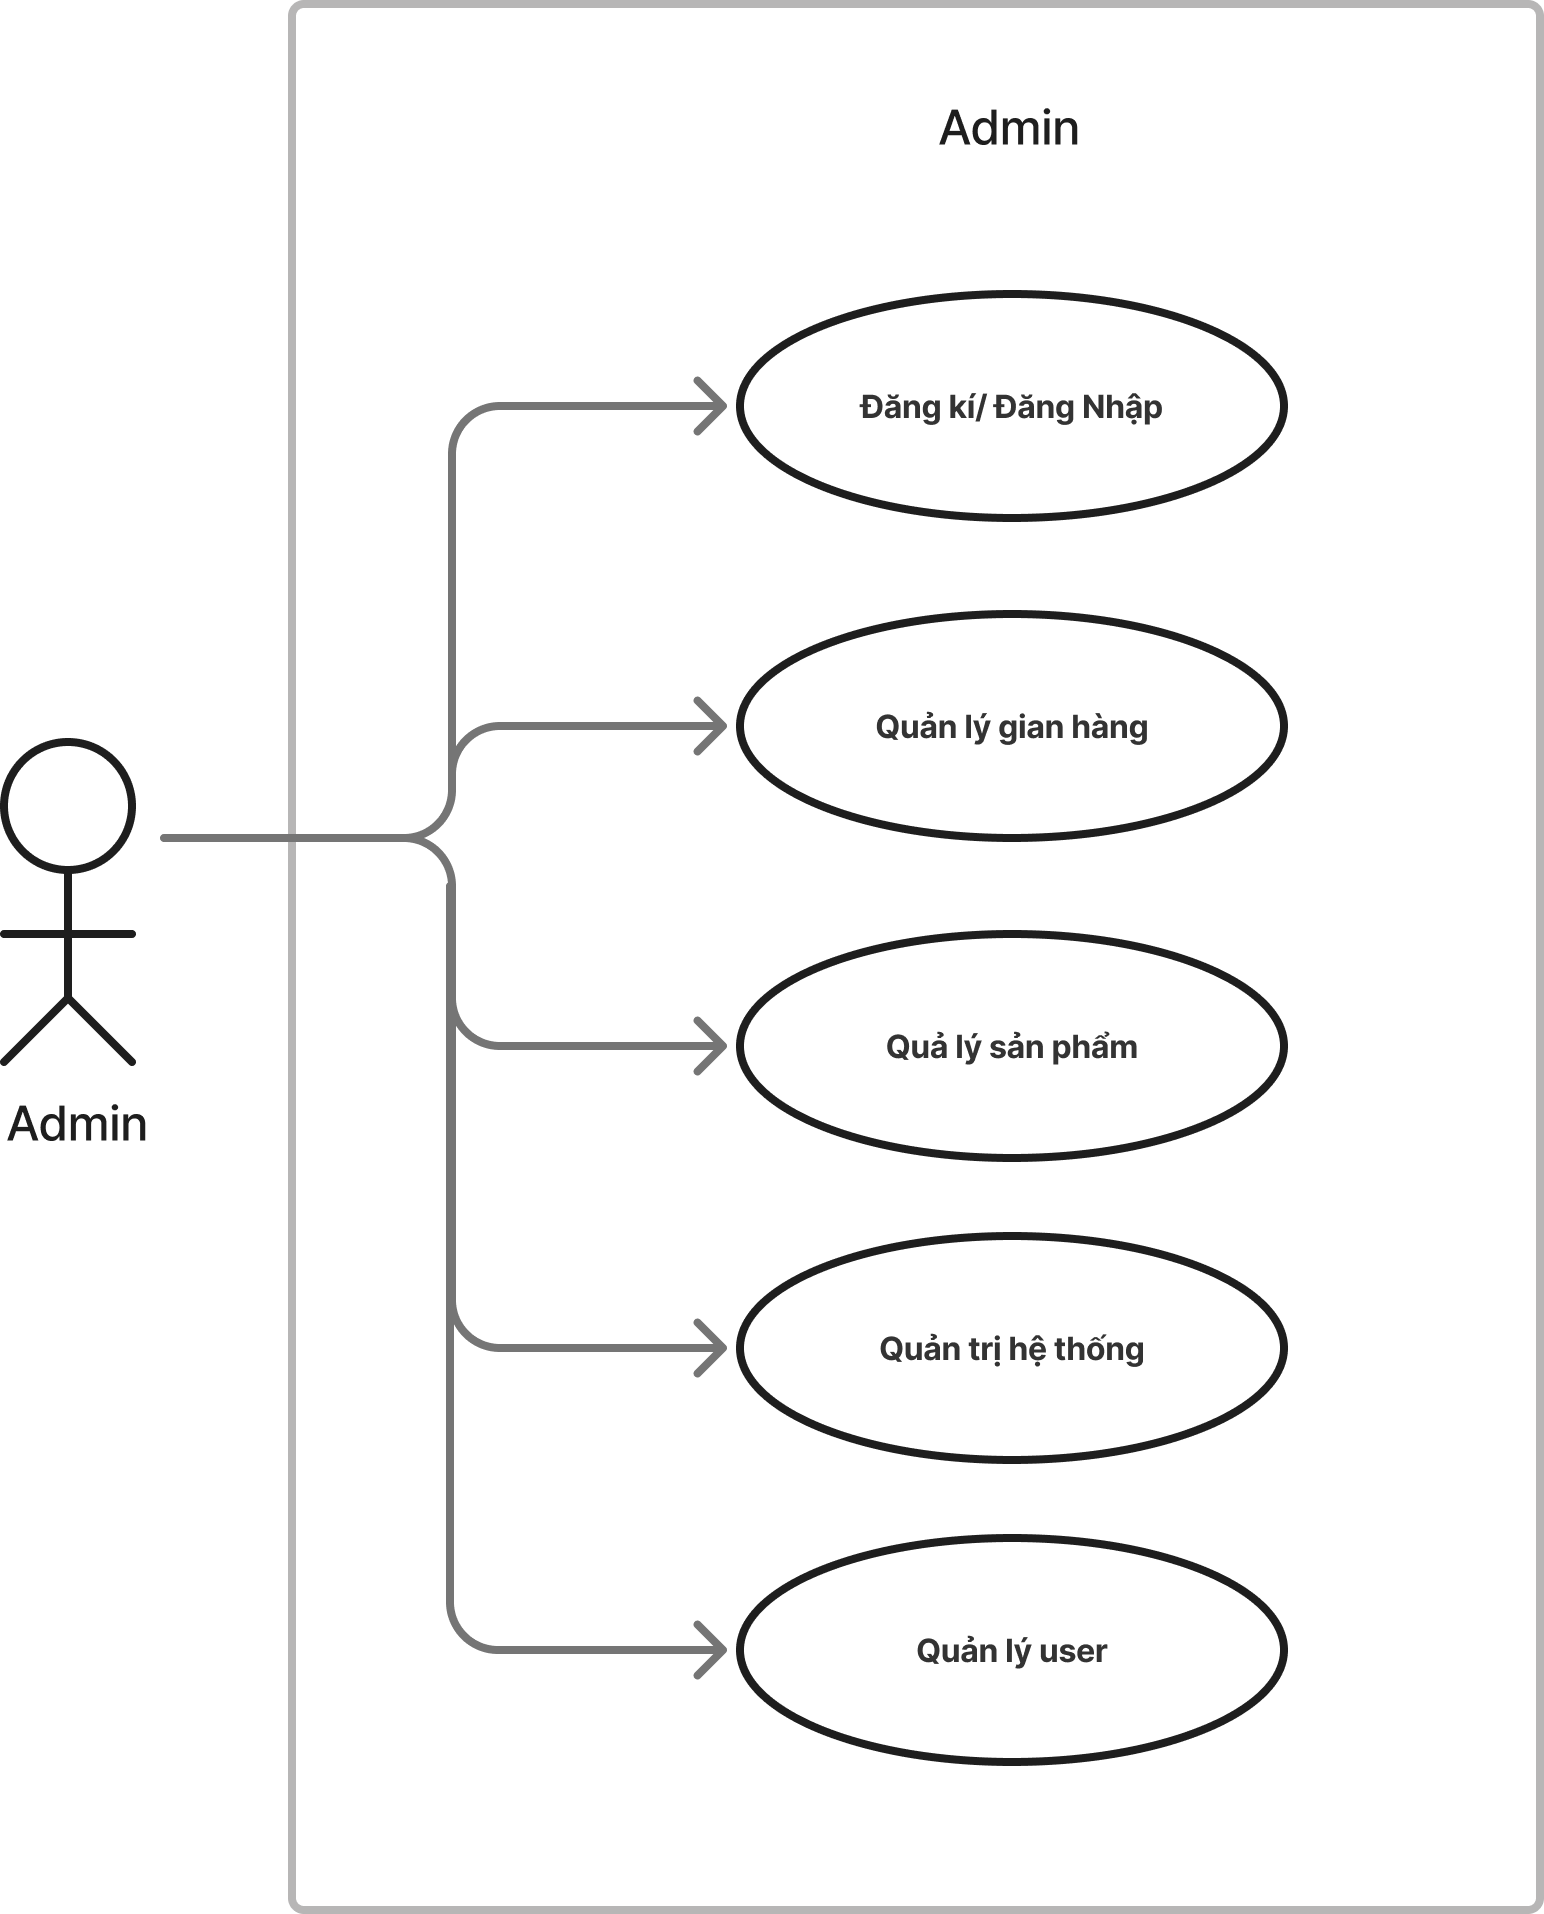 Admin
Đăng kí/ Đăng Nhập
Quản lý gian hàng
Quả lý sản phẩm
Quản trị hệ thống
Quản lý user
Admin